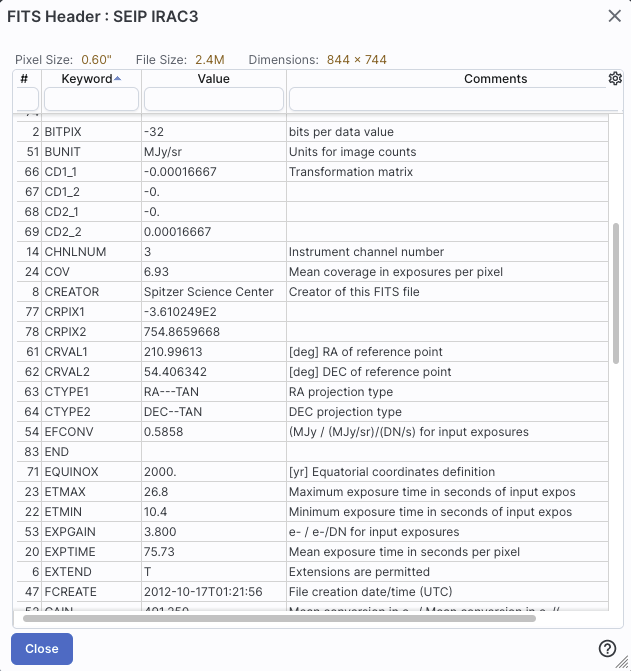 FITS Header : SEIP IRAC3
Pixel Size: 0.60" File Size: 2.4M Dimensions: 844 × 744
# Keyword Value Comments
2 BITPIX -32 bits per data value
51 BUNIT MJy/sr Units for image counts
66 CD1_1 -0.00016667 Transformation matrix
67 CD1_2 -0.
68 CD2_1 -0.
69 CD2_2 0.00016667
14 CHNLNUM 3 Instrument channel number
24 COV 6.93 Mean coverage in exposures per pixel
8 CREATOR Spitzer Science Center Creator of this FITS file
77 CRPIX1 -3.610249E2
78 CRPIX2 754.8659668
61 CRVAL1 210.99613 [deg] RA of reference point
62 CRVAL2 54.406342 [deg] DEC of reference point
63 CTYPE1 RA---TAN RA projection type
64 CTYPE2 DEC--TAN DEC projection type
54 EFCONV 0.5858 (MJy / (MJy/sr)/(DN/s) for input exposures
83 END
71 EQUINOX 2000. [yr] Equatorial coordinates definition
23 ETMAX 26.8 Maximum exposure time in seconds of input expos
22 ETMIN 10.4 Minimum exposure time in seconds of input expos
53 EXPGAIN 3.800 e- / e-/DN for input exposures
20 EXPTIME 75.73 Mean exposure time in seconds per pixel
6 EXTEND T Extensions are permitted
47 FCREATE 2012-10-17T01:21:56 File creation date/time (UTC)
Close